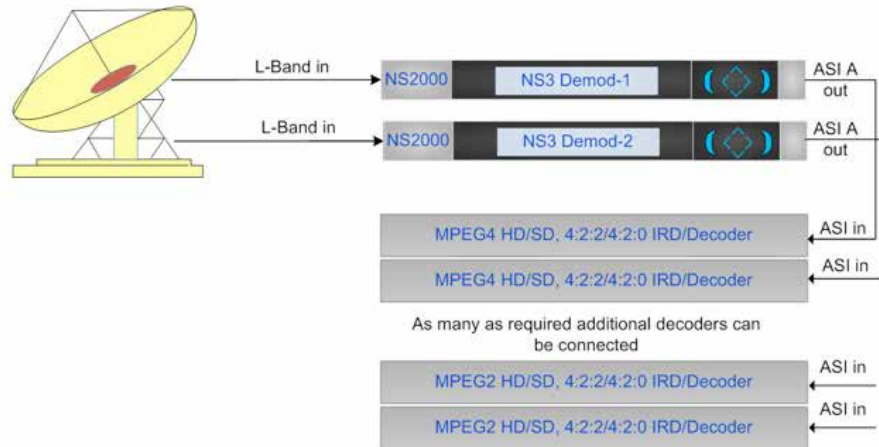 L-Band in
NS2000
NS3 Demod-1
ASI A
out
L-Band in
NS2000
NS3 Demod-2
ASI A
out
MPEG4 HD/SD, 4:2:2/4:2:0 IRD/Decoder
ASI in
MPEG4 HD/SD, 4:2:2/4:2:0 IRD/Decoder
ASI in
As many as required additional decoders can
be connected
MPEG2 HD/SD, 4:2:2/4:2:0 IRD/Decoder
ASI in
MPEG2 HD/SD, 4:2:2/4:2:0 IRD/Decoder
ASI in